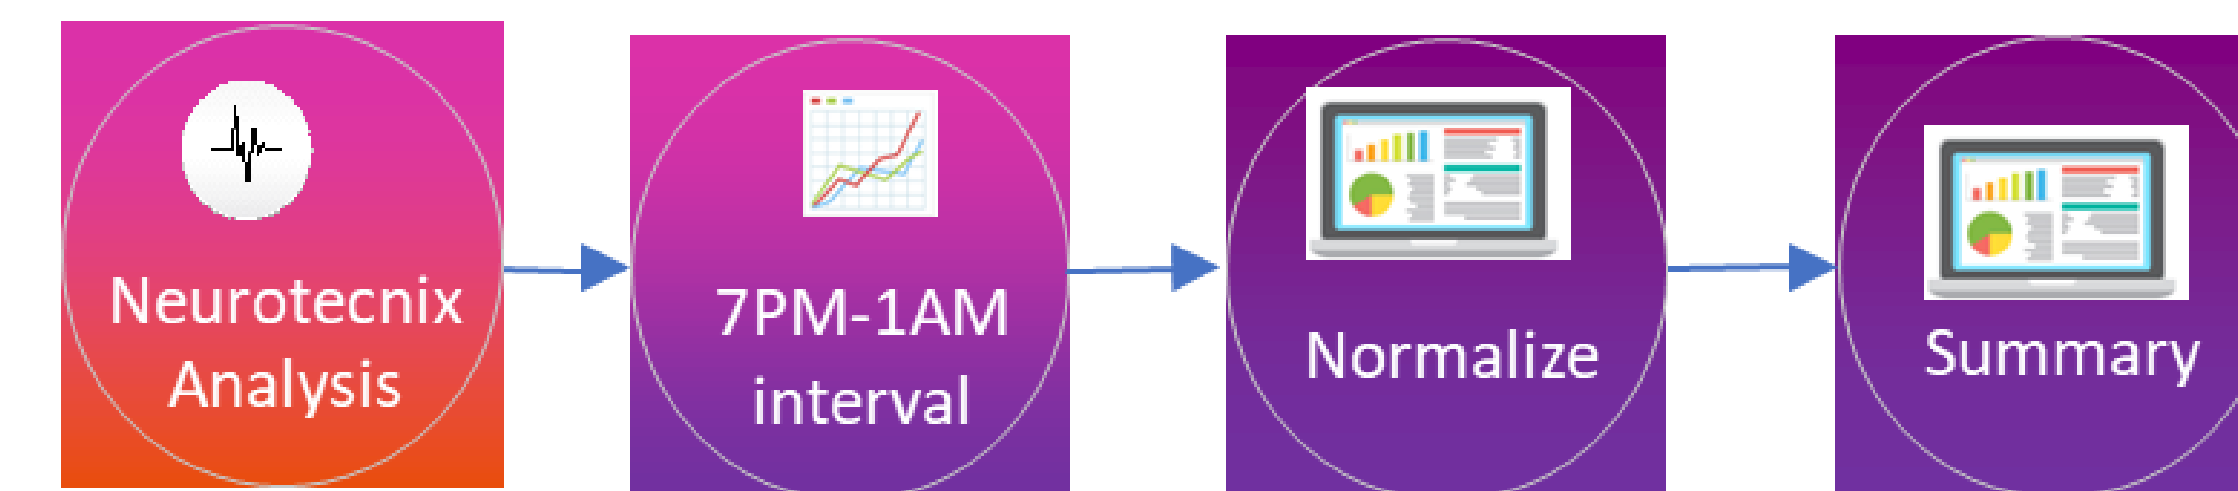 Neurotecnix
Analysis
7PM-1AM
interval
Normalize
Summary